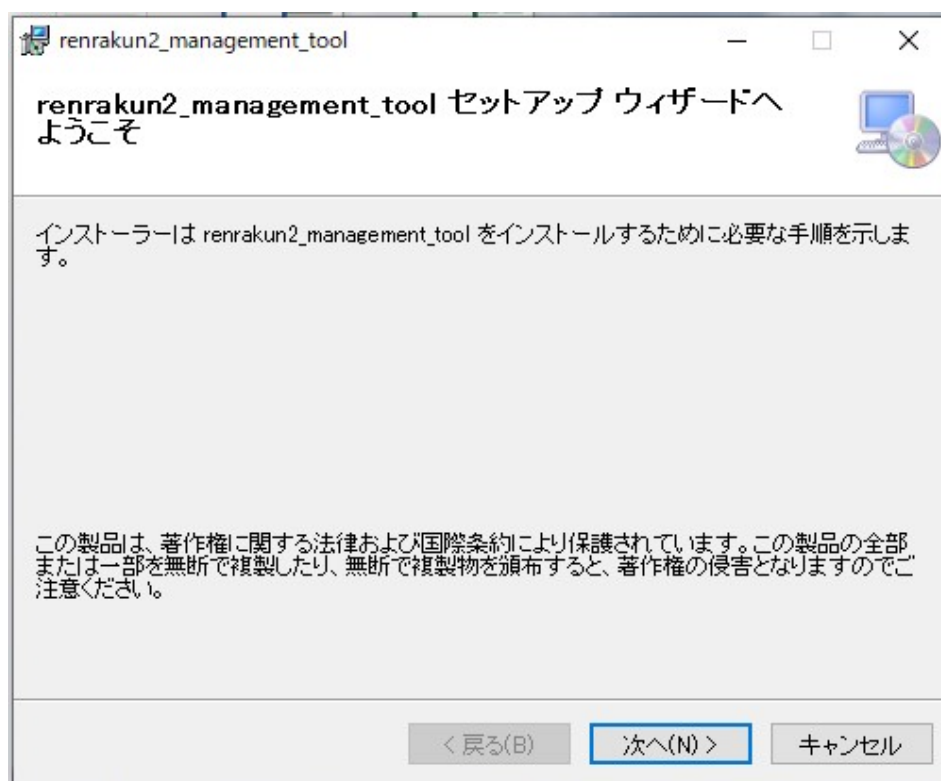 renrakun2_management_tool
renrakun2_management_tool セットアップ ウィザードへ
ようこそ
インストーラーは renrakun2_management_tool をインストールするために必要な手順を示しま
す。
この製品は、著作権に関する法律および国際条約により保護されています。この製品の全部
または一部を無断で複製したり、無断で複製物を頒布すると、著作権の侵害となりますのでご
注意ください。
< 戻る(B)
次へ(N) >
キャンセル